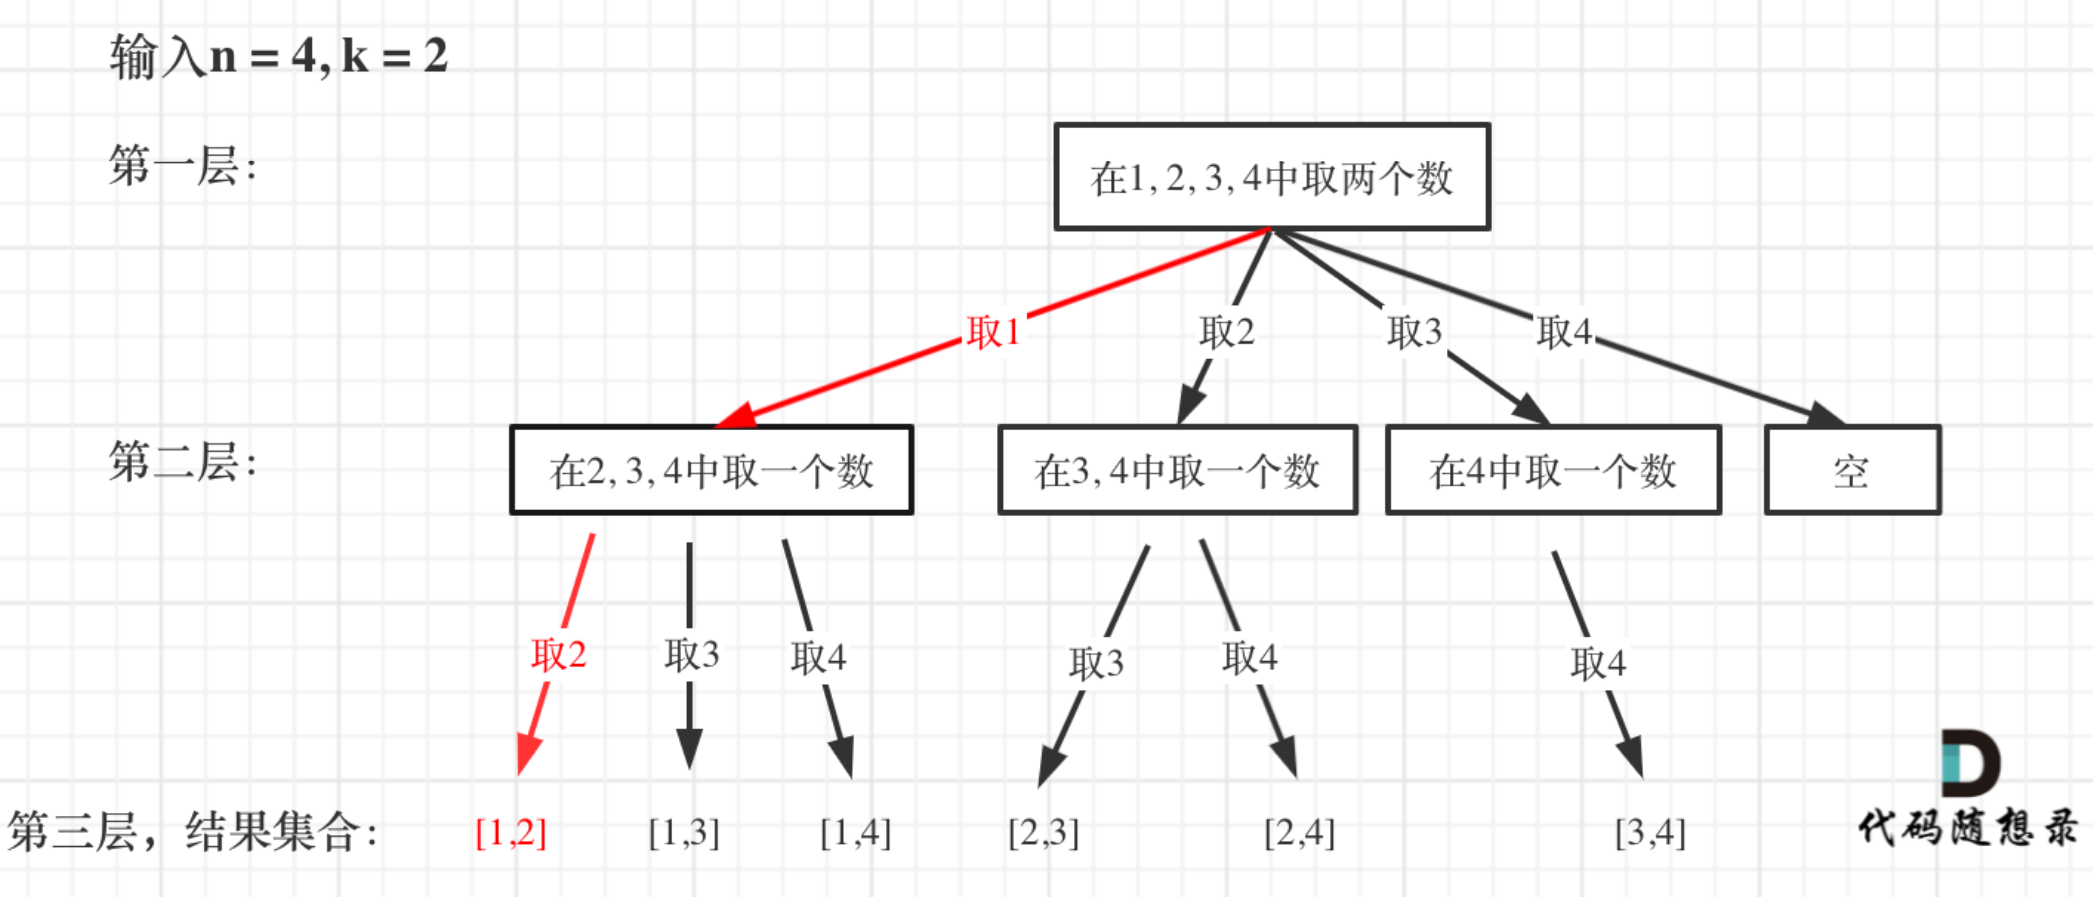 输入n = 4, k = 2
第一层：
在1, 2, 3, 4中取两个数
取1
取2
取3
取4
第二层：
在2, 3, 4中取一个数
在3, 4中取一个数
在4中取一个数
空
取2
取3
取4
取3
取4
取4
第三层，结果集合：
[1,2]
[1,3]
[1,4]
[2,3]
[2,4]
[3,4]
代码随想录